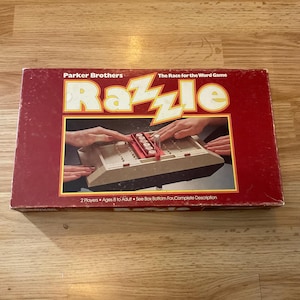 Parker Brothers The Race for the Word Game
Razzle
2 Players • Ages 8 to Adult • See Box Bottom For Complete Description